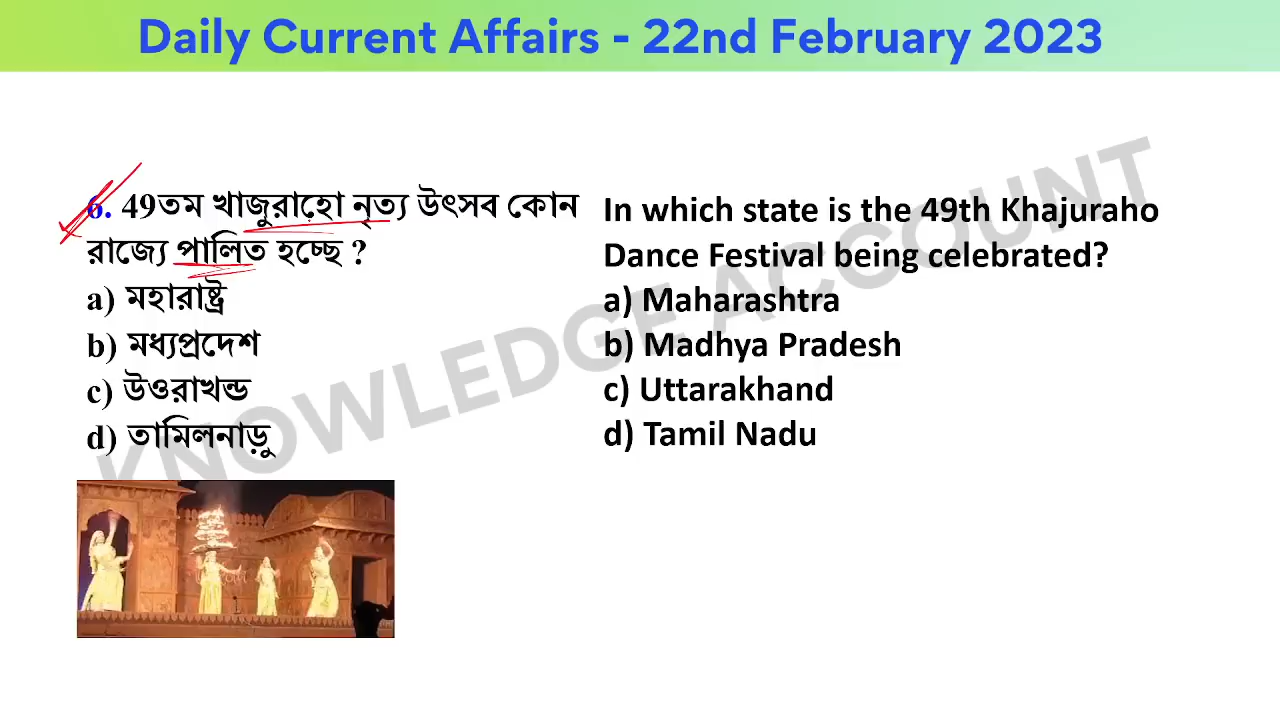 Daily Current Affairs - 22nd February 2023
6. 49তম খাজুরাহো নৃত্য উৎসব কোন
রাজ্যে পালিত হচ্ছে ?
a) মহারাষ্ট্র
b) মধ্যপ্রদেশ
c) উওরাখন্ড
d) তামিলনাড়ু
In which state is the 49th Khajuraho
Dance Festival being celebrated?
a) Maharashtra
b) Madhya Pradesh
c) Uttarakhand
d) Tamil Nadu
KNOWLEDGE ACCOUNT